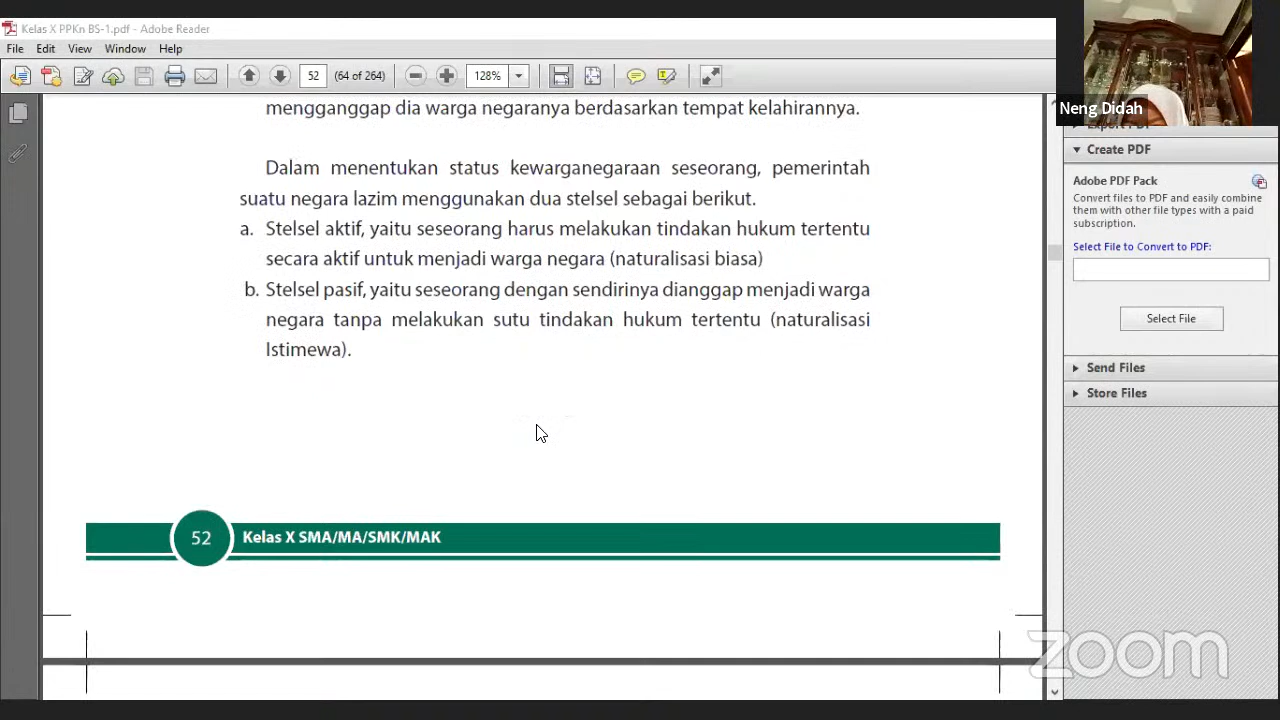 Kelas X PPKn BS-1.pdf - Adobe Reader
File Edit View Window Help
52 (64 of 264) 128%
Neng Didah
mengganggap dia warga negaranya berdasarkan tempat kelahirannya.
Dalam menentukan status kewarganegaraan seseorang, pemerintah
suatu negara lazim menggunakan dua stelsel sebagai berikut.
a. Stelsel aktif, yaitu seseorang harus melakukan tindakan hukum tertentu
secara aktif untuk menjadi warga negara (naturalisasi biasa)
b. Stelsel pasif, yaitu seseorang dengan sendirinya dianggap menjadi warga
negara tanpa melakukan sutu tindakan hukum tertentu (naturalisasi
Istimewa).
52 Kelas X SMA/MA/SMK/MAK
Export PDF
Create PDF
Adobe PDF Pack
Convert files to PDF and easily combine
them with other file types with a paid
subscription.
Select File to Convert to PDF:
Select File
Send Files
Store Files
zoom